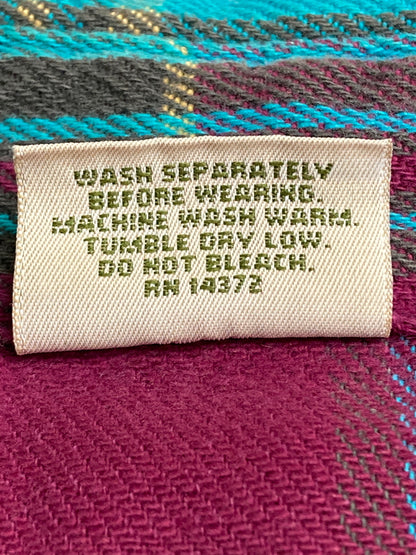 WASH SEPARATELY
BEFORE WEARING.
MACHINE WASH WARM.
TUMBLE DRY LOW.
DO NOT BLEACH.
RN 14372